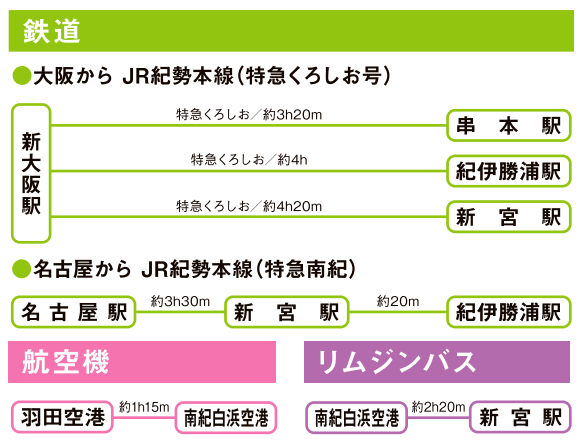 鉄道
●大阪から JR紀勢本線（特急くろしお号）
新大阪駅
特急くろしお／約3h20m
串本駅
特急くろしお／約4h
紀伊勝浦駅
特急くろしお／約4h20m
新宮駅
●名古屋から JR紀勢本線（特急南紀）
名古屋駅 約3h30m 新宮駅 約20m 紀伊勝浦駅
航空機
羽田空港 約1h15m 南紀白浜空港
リムジンバス
南紀白浜空港 約2h20m 新宮駅